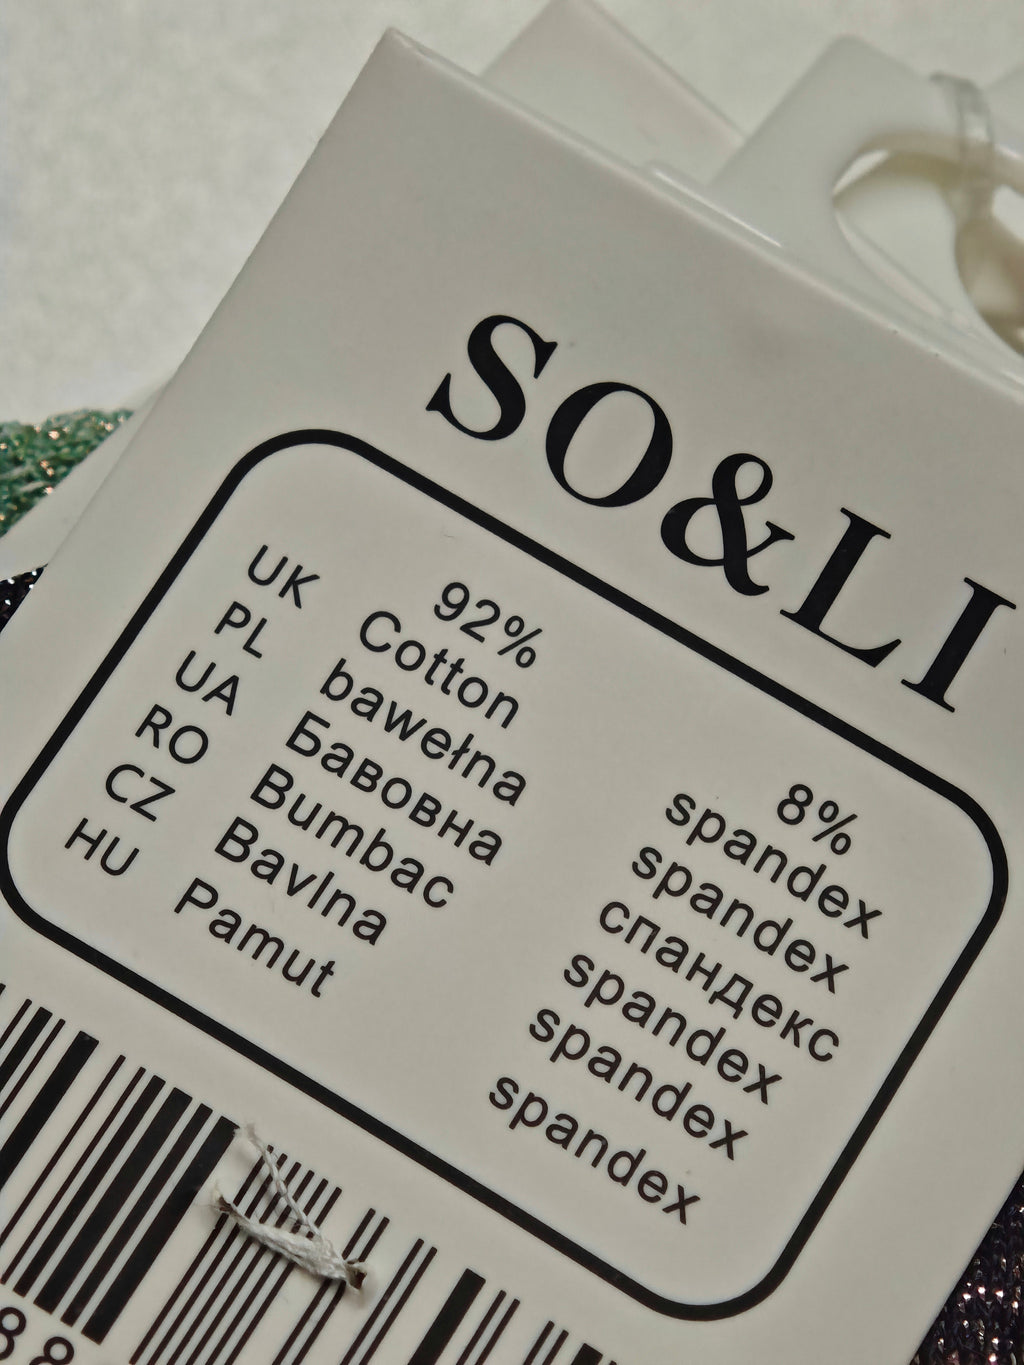 SO&LI
92% 8%
UK Cotton spandex
PL bawełna spandex
UA Бавовна спандекс
RO Bumbac spandex
CZ Bavlna spandex
HU Pamut spandex